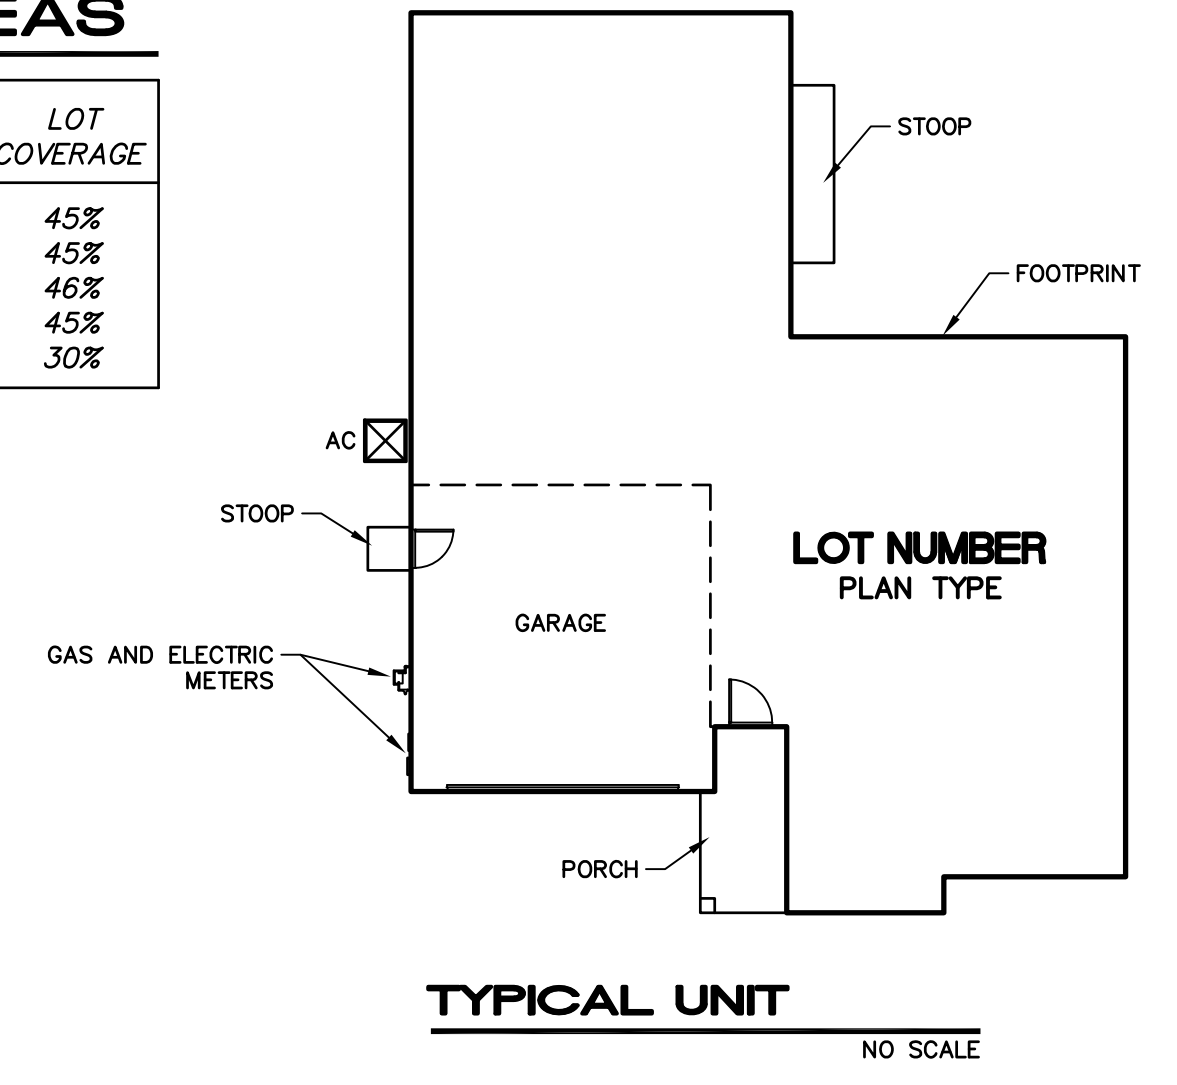 LOT
COVERAGE
45%
45%
46%
45%
30%
STOOP
FOOTPRINT
AC
STOOP
LOT NUMBER
PLAN TYPE
GARAGE
GAS AND ELECTRIC
METERS
PORCH
TYPICAL UNIT
NO SCALE